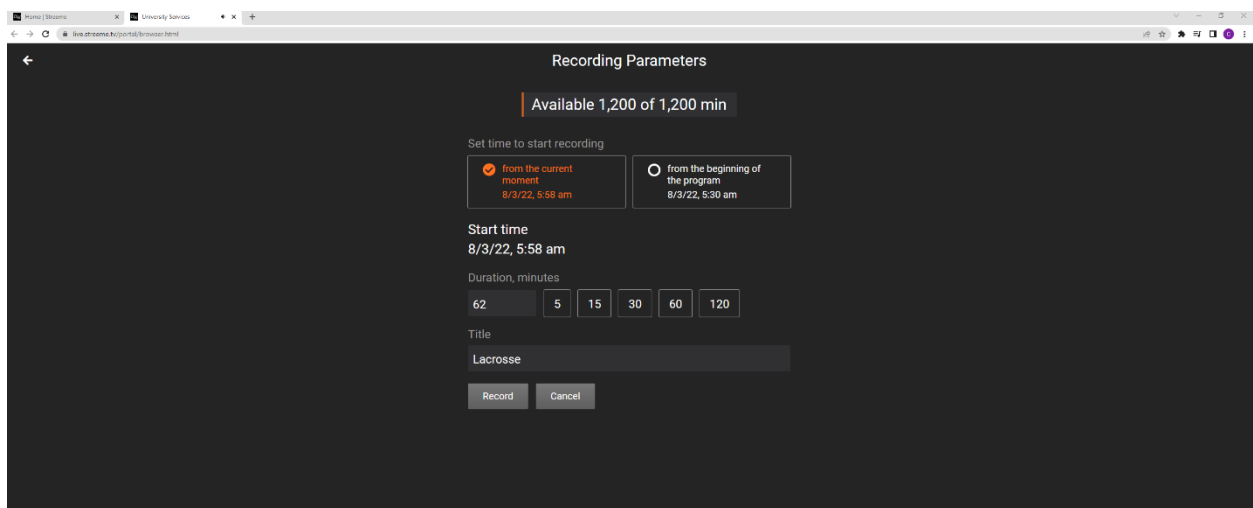 Home | Streeme
University Services
live.streeme.tv/portal/browser.html
Recording Parameters
Available 1,200 of 1,200 min
Set time to start recording
from the current
moment
8/3/22, 5:58 am
from the beginning of
the program
8/3/22, 5:30 am
Start time
8/3/22, 5:58 am
Duration, minutes
62 5 15 30 60 120
Title
Lacrosse
Record Cancel